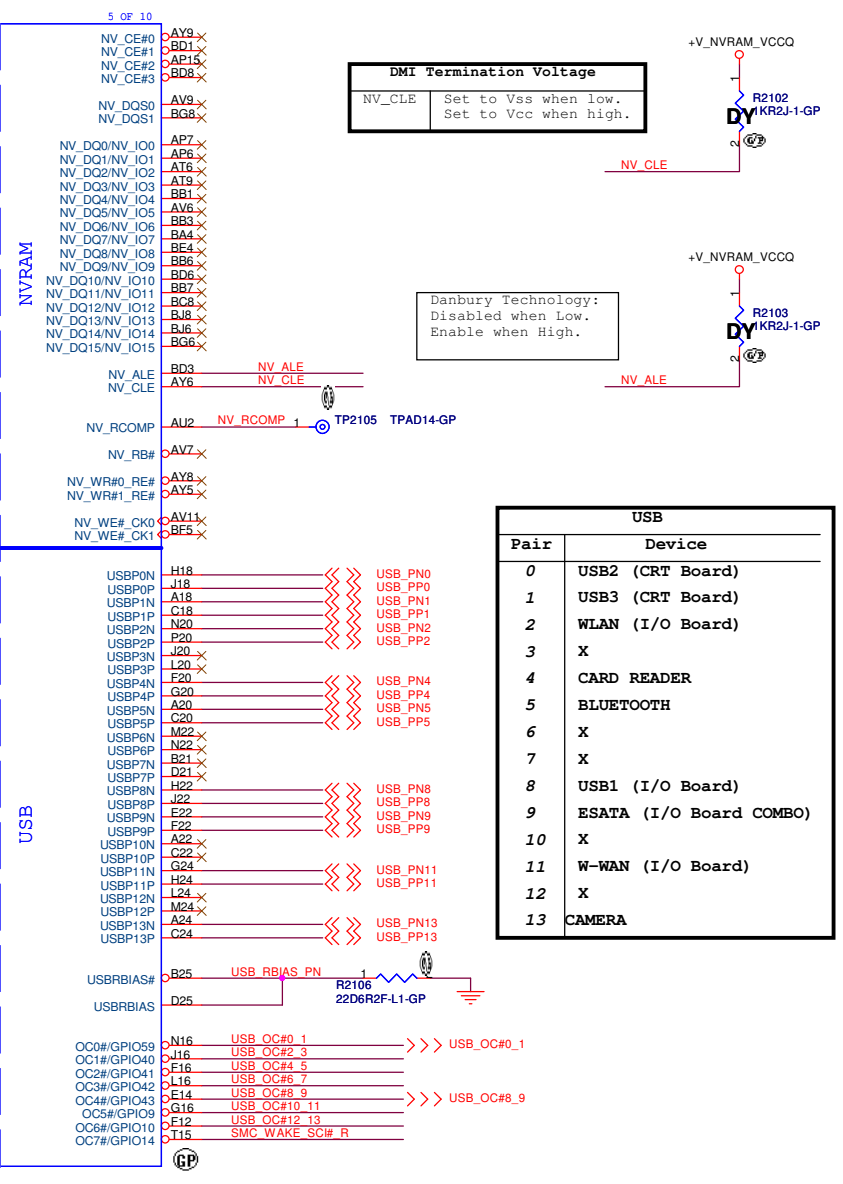 5 OF 10
NV_CE#0 AY9
NV_CE#1 BD1
NV_CE#2 AP15
NV_CE#3 BD8
NV_DQS0 AV9
NV_DQS1 BG8
NV_DQ0/NV_IO0 AP7
NV_DQ1/NV_IO1 AP6
NV_DQ2/NV_IO2 AT6
NV_DQ3/NV_IO3 AT9
NV_DQ4/NV_IO4 BB1
NV_DQ5/NV_IO5 AV6
NV_DQ6/NV_IO6 BB3
NV_DQ7/NV_IO7 BA4
NV_DQ8/NV_IO8 BE4
NV_DQ9/NV_IO9 BB6
NV_DQ10/NV_IO10 BD6
NV_DQ11/NV_IO11 BB7
NV_DQ12/NV_IO12 BC8
NV_DQ13/NV_IO13 BJ8
NV_DQ14/NV_IO14 BJ6
NV_DQ15/NV_IO15 BG6
NVRAM
NV_ALE BD3 NV_ALE
NV_CLE AY6 NV_CLE
NV_RCOMP AU2 NV_RCOMP 1 TP2105 TPAD14-GP
NV_RB# AV7
NV_WR#0_RE# AY8
NV_WR#1_RE# AY5
NV_WE#_CK0 AV11
NV_WE#_CK1 BF5
DMI Termination Voltage
NV_CLE Set to Vss when low.
Set to Vcc when high.
+V_NVRAM_VCCQ
1
R2102
DY 1KR2J-1-GP
2 G/P
NV_CLE
Danbury Technology:
Disabled when Low.
Enable when High.
+V_NVRAM_VCCQ
1
R2103
DY 1KR2J-1-GP
2 G/P
NV_ALE
USB
USBP0N H18 USB_PN0
USBP0P J18 USB_PP0
USBP1N A18 USB_PN1
USBP1P C18 USB_PP1
USBP2N N20 USB_PN2
USBP2P P20 USB_PP2
USBP3N J20
USBP3P L20
USBP4N F20 USB_PN4
USBP4P G20 USB_PP4
USBP5N A20 USB_PN5
USBP5P C20 USB_PP5
USBP6N M22
USBP6P N22
USBP7N B21
USBP7P D21
USBP8N H22 USB_PN8
USBP8P J22 USB_PP8
USBP9N E22 USB_PN9
USBP9P F22 USB_PP9
USBP10N A22
USBP10P C22
USBP11N G24 USB_PN11
USBP11P H24 USB_PP11
USBP12N L24
USBP12P M24
USBP13N A24 USB_PN13
USBP13P C24 USB_PP13
USBRBIAS# B25 USB_RBIAS_PN 1 2
R2106
22D6R2F-L1-GP
USBRBIAS D25
OC0#/GPIO59 N16 USB_OC#0_1 USB_OC#0_1
OC1#/GPIO40 J16 USB_OC#2_3
OC2#/GPIO41 F16 USB_OC#4_5
OC3#/GPIO42 L16 USB_OC#6_7
OC4#/GPIO43 E14 USB_OC#8_9 USB_OC#8_9
OC5#/GPIO9 G16 USB_OC#10_11
OC6#/GPIO10 F12 USB_OC#12_13
OC7#/GPIO14 T15 SMC_WAKE_SCI#_R
GP
USB
Pair Device
0 USB2 (CRT Board)
1 USB3 (CRT Board)
2 WLAN (I/O Board)
3 X
4 CARD READER
5 BLUETOOTH
6 X
7 X
8 USB1 (I/O Board)
9 ESATA (I/O Board COMBO)
10 X
11 W-WAN (I/O Board)
12 X
13 CAMERA